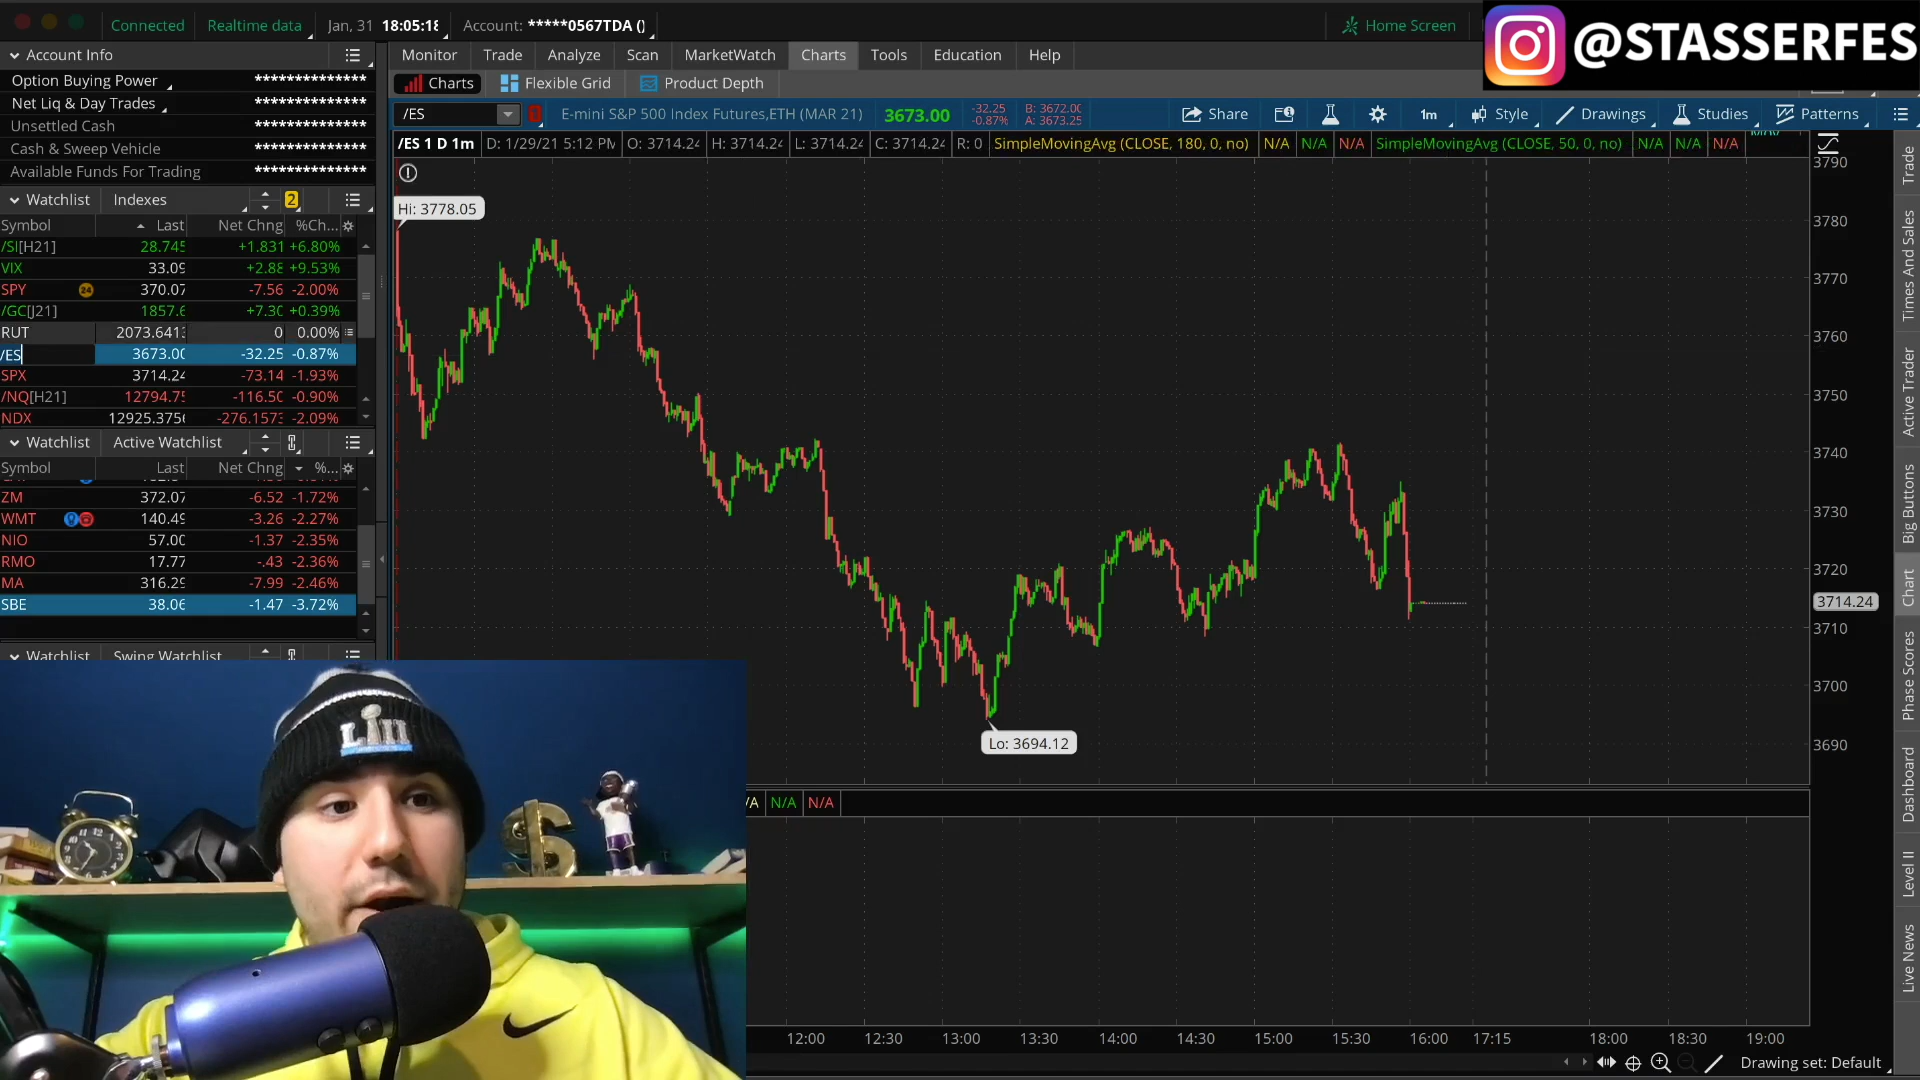 @STASSERFES
Connected Realtime data Jan, 31 18:05:18 Account: *****0567TDA () Home Screen
Account Info
Option Buying Power **************
Net Liq & Day Trades **************
Unsettled Cash **************
Cash & Sweep Vehicle **************
Available Funds For Trading **************
Watchlist Indexes 2
Symbol Last Net Chng %Ch...
/SI[H21] 28.745 +1.831 +6.80%
VIX 33.09 +2.88 +9.53%
SPY 24 370.07 -7.56 -2.00%
/GC[J21] 1857.6 +7.30 +0.39%
RUT 2073.6413 0 0.00%
/ES 3673.00 -32.25 -0.87%
SPX 3714.24 -73.14 -1.93%
/NQ[H21] 12794.75 -116.50 -0.90%
NDX 12925.3756 -276.1573 -2.09%
Watchlist Active Watchlist
Symbol Last Net Chng %...
ZM 372.07 -6.52 -1.72%
WMT 140.49 -3.26 -2.27%
NIO 57.00 -1.37 -2.35%
RMO 17.77 -.43 -2.36%
MA 316.29 -7.99 -2.46%
SBE 38.06 -1.47 -3.72%
Watchlist Swing Watchlist
Monitor Trade Analyze Scan MarketWatch Charts Tools Education Help
Charts Flexible Grid Product Depth
/ES E-mini S&P 500 Index Futures,ETH (MAR 21) 3673.00 -32.25 -0.87% B: 3672.00 A: 3673.25 Share 1m Style Drawings Studies Patterns
/ES 1 D 1m D: 1/29/21 5:12 PM O: 3714.24 H: 3714.24 L: 3714.24 C: 3714.24 R: 0 SimpleMovingAvg (CLOSE, 180, 0, no) N/A N/A N/A SimpleMovingAvg (CLOSE, 50, 0, no) N/A N/A N/A
Hi: 3778.05
Lo: 3694.12
3790
3780
3770
3760
3750
3740
3730
3720
3714.24
3710
3700
3690
N/A N/A
12:00 12:30 13:00 13:30 14:00 14:30 15:00 15:30 16:00 17:15 18:00 18:30 19:00
Drawing set: Default
Trade
Times And Sales
Active Trader
Big Buttons
Chart
Phase Scores
Dashboard
Level II
Live News
LIII